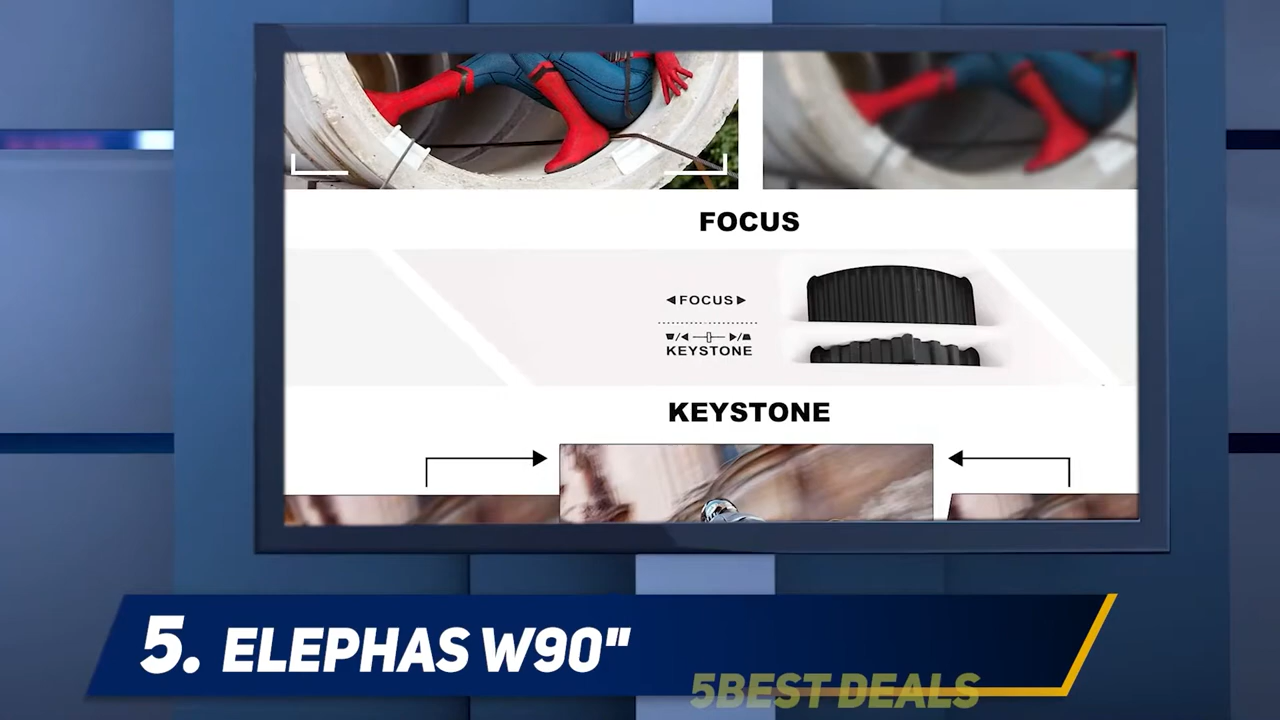 FOCUS
◄FOCUS►
KEYSTONE
KEYSTONE
5. ELEPHAS W90"
5BEST DEALS